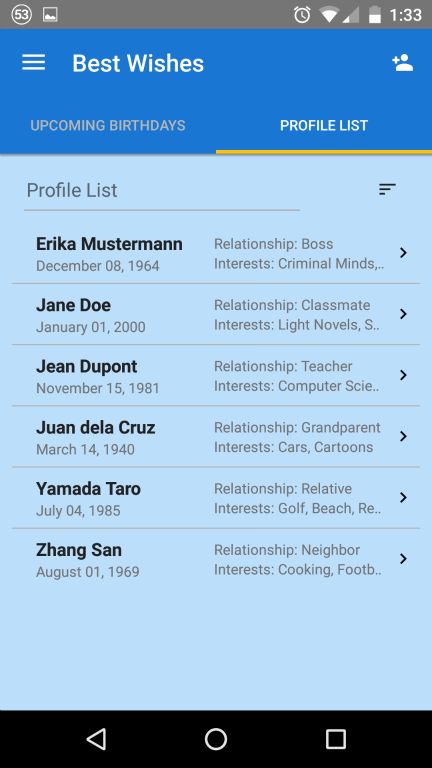 53
1:33
Best Wishes
UPCOMING BIRTHDAYS
PROFILE LIST
Profile List
Erika Mustermann
December 08, 1964
Relationship: Boss
Interests: Criminal Minds,..
Jane Doe
January 01, 2000
Relationship: Classmate
Interests: Light Novels, S..
Jean Dupont
November 15, 1981
Relationship: Teacher
Interests: Computer Scie..
Juan dela Cruz
March 14, 1940
Relationship: Grandparent
Interests: Cars, Cartoons
Yamada Taro
July 04, 1985
Relationship: Relative
Interests: Golf, Beach, Re..
Zhang San
August 01, 1969
Relationship: Neighbor
Interests: Cooking, Footb..